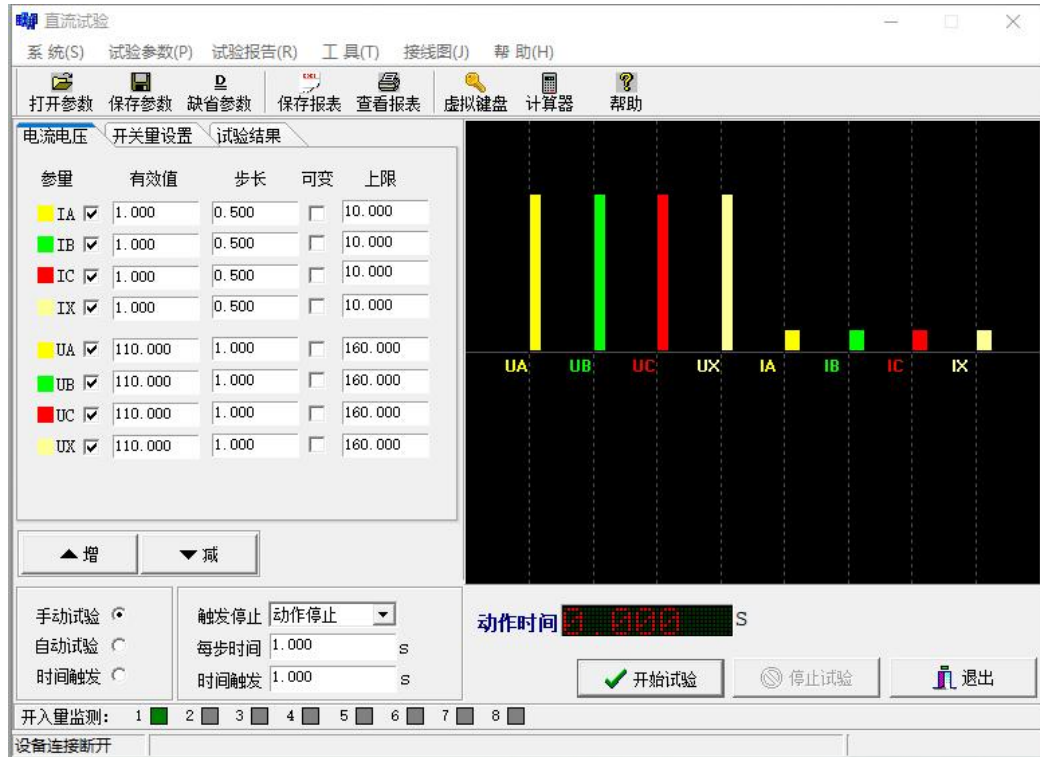 直流试验
系 统(S) 试验参数(P) 试验报告(R) 工 具(T) 接线图(J) 帮 助(H)
打开参数 保存参数 缺省参数 保存报表 查看报表 虚拟键盘 计算器 帮助
电流电压 开关量设置 试验结果
参量 有效值 步长 可变 上限
IA 1.000 0.500 10.000
IB 1.000 0.500 10.000
IC 1.000 0.500 10.000
IX 1.000 0.500 10.000
UA 110.000 1.000 160.000
UB 110.000 1.000 160.000
UC 110.000 1.000 160.000
UX 110.000 1.000 160.000
UA UB UC UX IA IB IC IX
增 减
手动试验
自动试验
时间触发
触发停止 动作停止
每步时间 1.000 s
时间触发 1.000 s
动作时间 0.000 S
开始试验 停止试验 退出
开入量监测: 1 2 3 4 5 6 7 8
设备连接断开